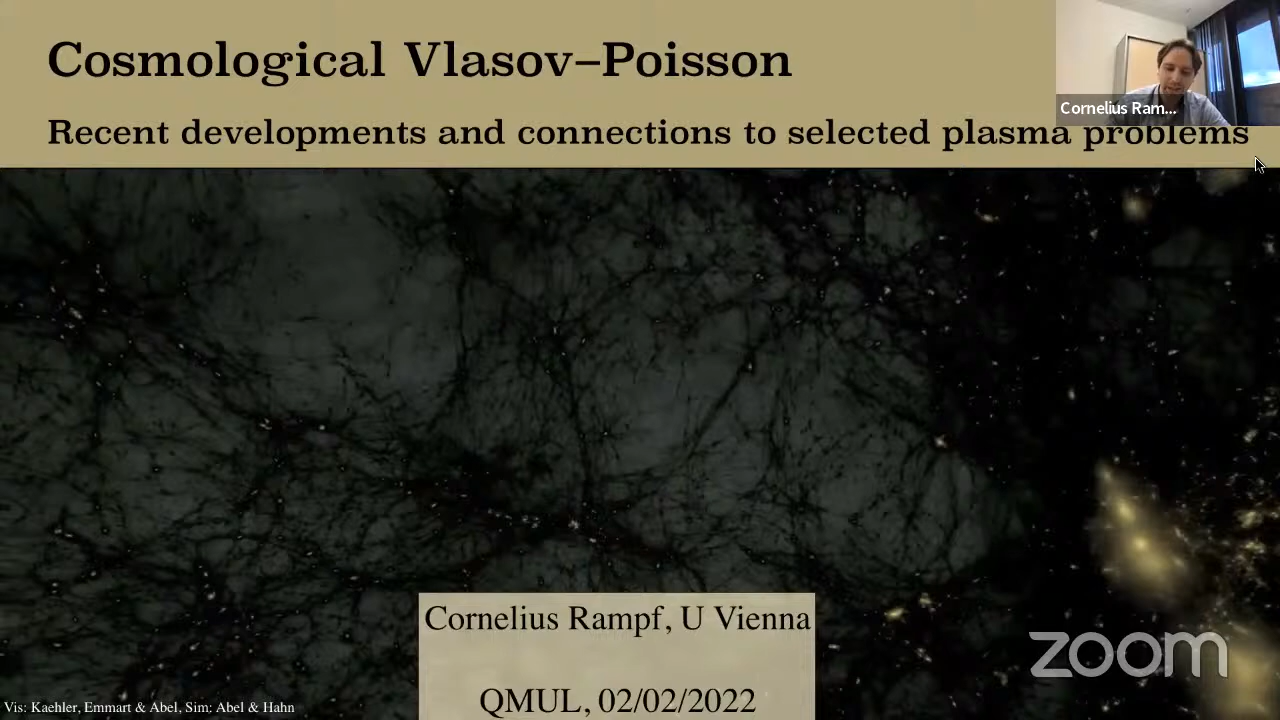 Cosmological Vlasov–Poisson
Recent developments and connections to selected plasma problems
Cornelius Ram...
Cornelius Rampf, U Vienna
QMUL, 02/02/2022
zoom
Vis: Kaehler, Emmart & Abel, Sim: Abel & Hahn